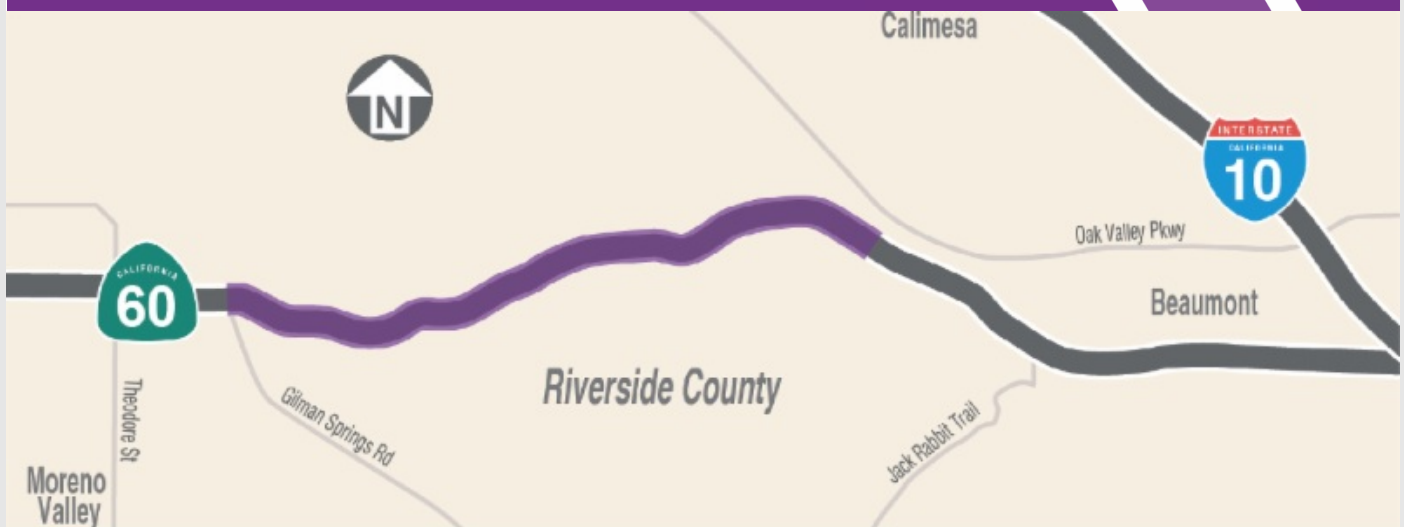 Calimesa
N
INTERSTATE
CALIFORNIA
10
Oak Valley Pkwy
CALIFORNIA
60
Beaumont
Riverside County
Theodore St
Gilman Springs Rd
Jack Rabbit Trail
Moreno
Valley